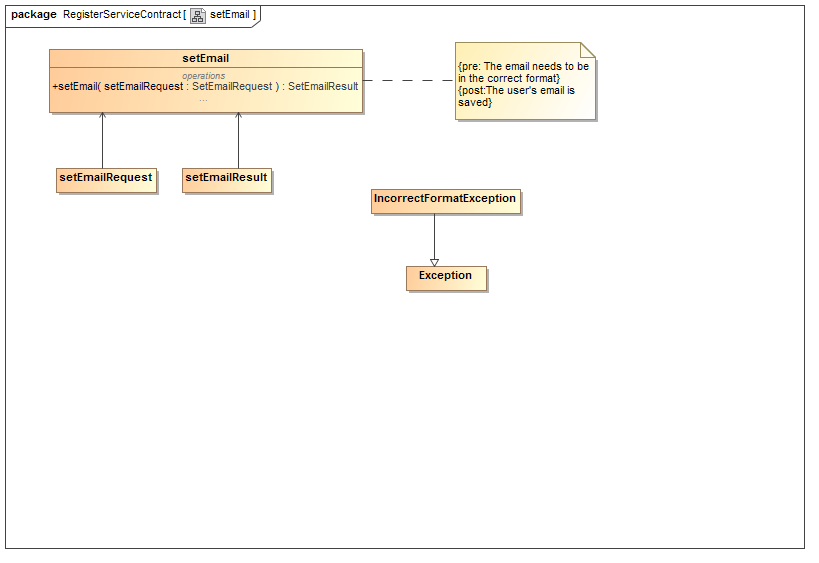 package RegisterServiceContract[ setEmail ]
setEmail
operations
+setEmail( setEmailRequest : SetEmailRequest ) : SetEmailResult
...
{pre: The email needs to be
in the correct format}
{post:The user's email is
saved}
setEmailRequest
setEmailResult
IncorrectFormatException
Exception